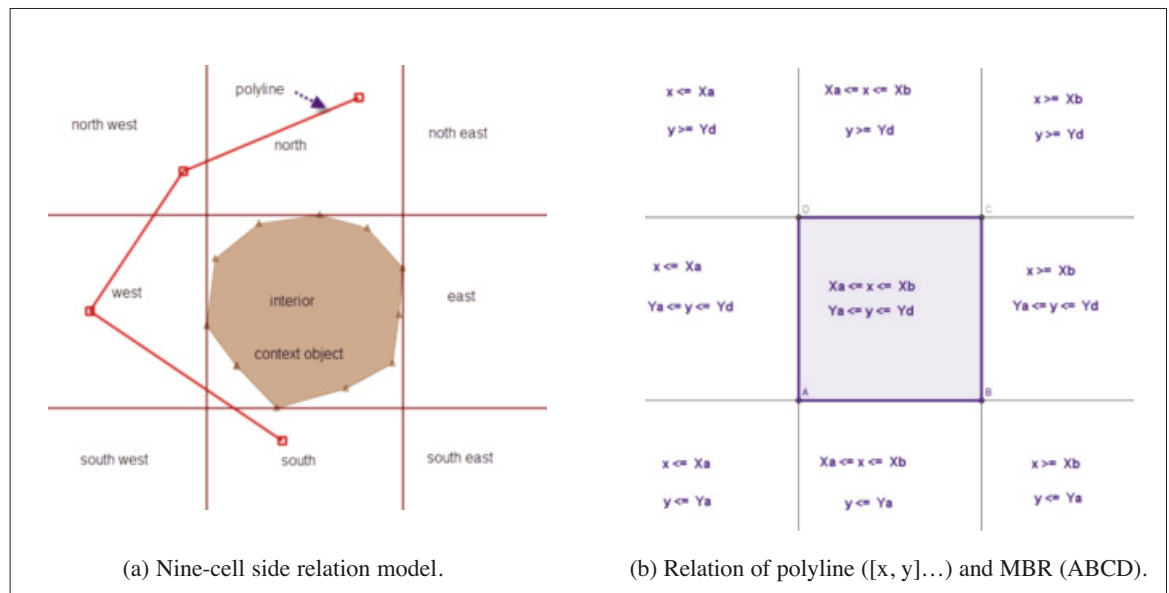 polyline
north west
north
noth east
west
interior
east
context object
south west
south
south east
(a) Nine-cell side relation model.
x <= Xa
Xa <= x <= Xb
x >= Xb
y >= Yd
y >= Yd
y >= Yd
D
C
x <= Xa
Xa <= x <= Xb
x >= Xb
Ya <= y <= Yd
Ya <= y <= Yd
Ya <= y <= Yd
A
B
x <= Xa
Xa <= x <= Xb
x >= Xb
y <= Ya
y <= Ya
y <= Ya
(b) Relation of polyline ([x, y]…) and MBR (ABCD).